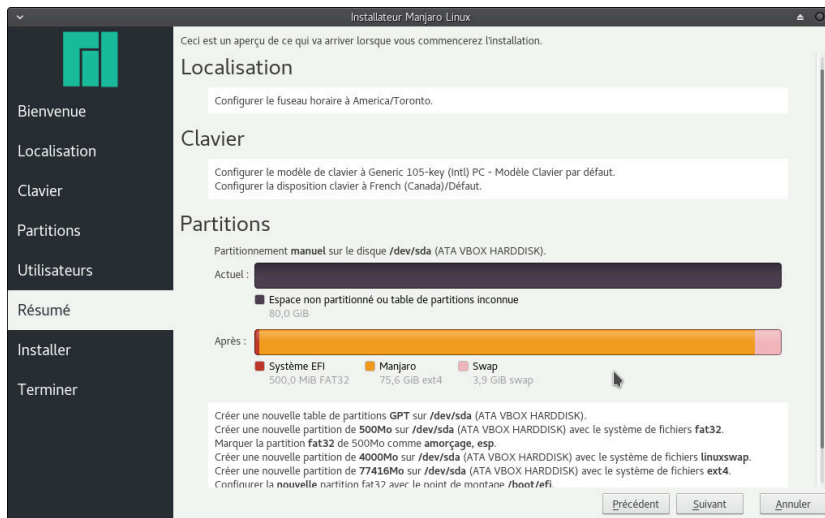 Installateur Manjaro Linux
Bienvenue
Localisation
Clavier
Partitions
Utilisateurs
Résumé
Installer
Terminer
Ceci est un aperçu de ce qui va arriver lorsque vous commencerez l'installation.
Localisation
Configurer le fuseau horaire à America/Toronto.
Clavier
Configurer le modèle de clavier à Generic 105-key (Intl) PC - Modèle Clavier par défaut.
Configurer la disposition clavier à French (Canada)/Défaut.
Partitions
Partitionnement manuel sur le disque /dev/sda (ATA VBOX HARDDISK).
Actuel :
Espace non partitionné ou table de partitions inconnue
80,0 GiB
Après :
Système EFI Manjaro Swap
500,0 MiB FAT32 75,6 GiB ext4 3,9 GiB swap
Créer une nouvelle table de partitions GPT sur /dev/sda (ATA VBOX HARDDISK).
Créer une nouvelle partition de 500Mo sur /dev/sda (ATA VBOX HARDDISK) avec le système de fichiers fat32.
Marquer la partition fat32 de 500Mo comme amorçage, esp.
Créer une nouvelle partition de 4000Mo sur /dev/sda (ATA VBOX HARDDISK) avec le système de fichiers linuxswap.
Créer une nouvelle partition de 77416Mo sur /dev/sda (ATA VBOX HARDDISK) avec le système de fichiers ext4.
Configurer la nouvelle partition fat32 avec le point de montage /boot/efi.
Précédent Suivant Annuler